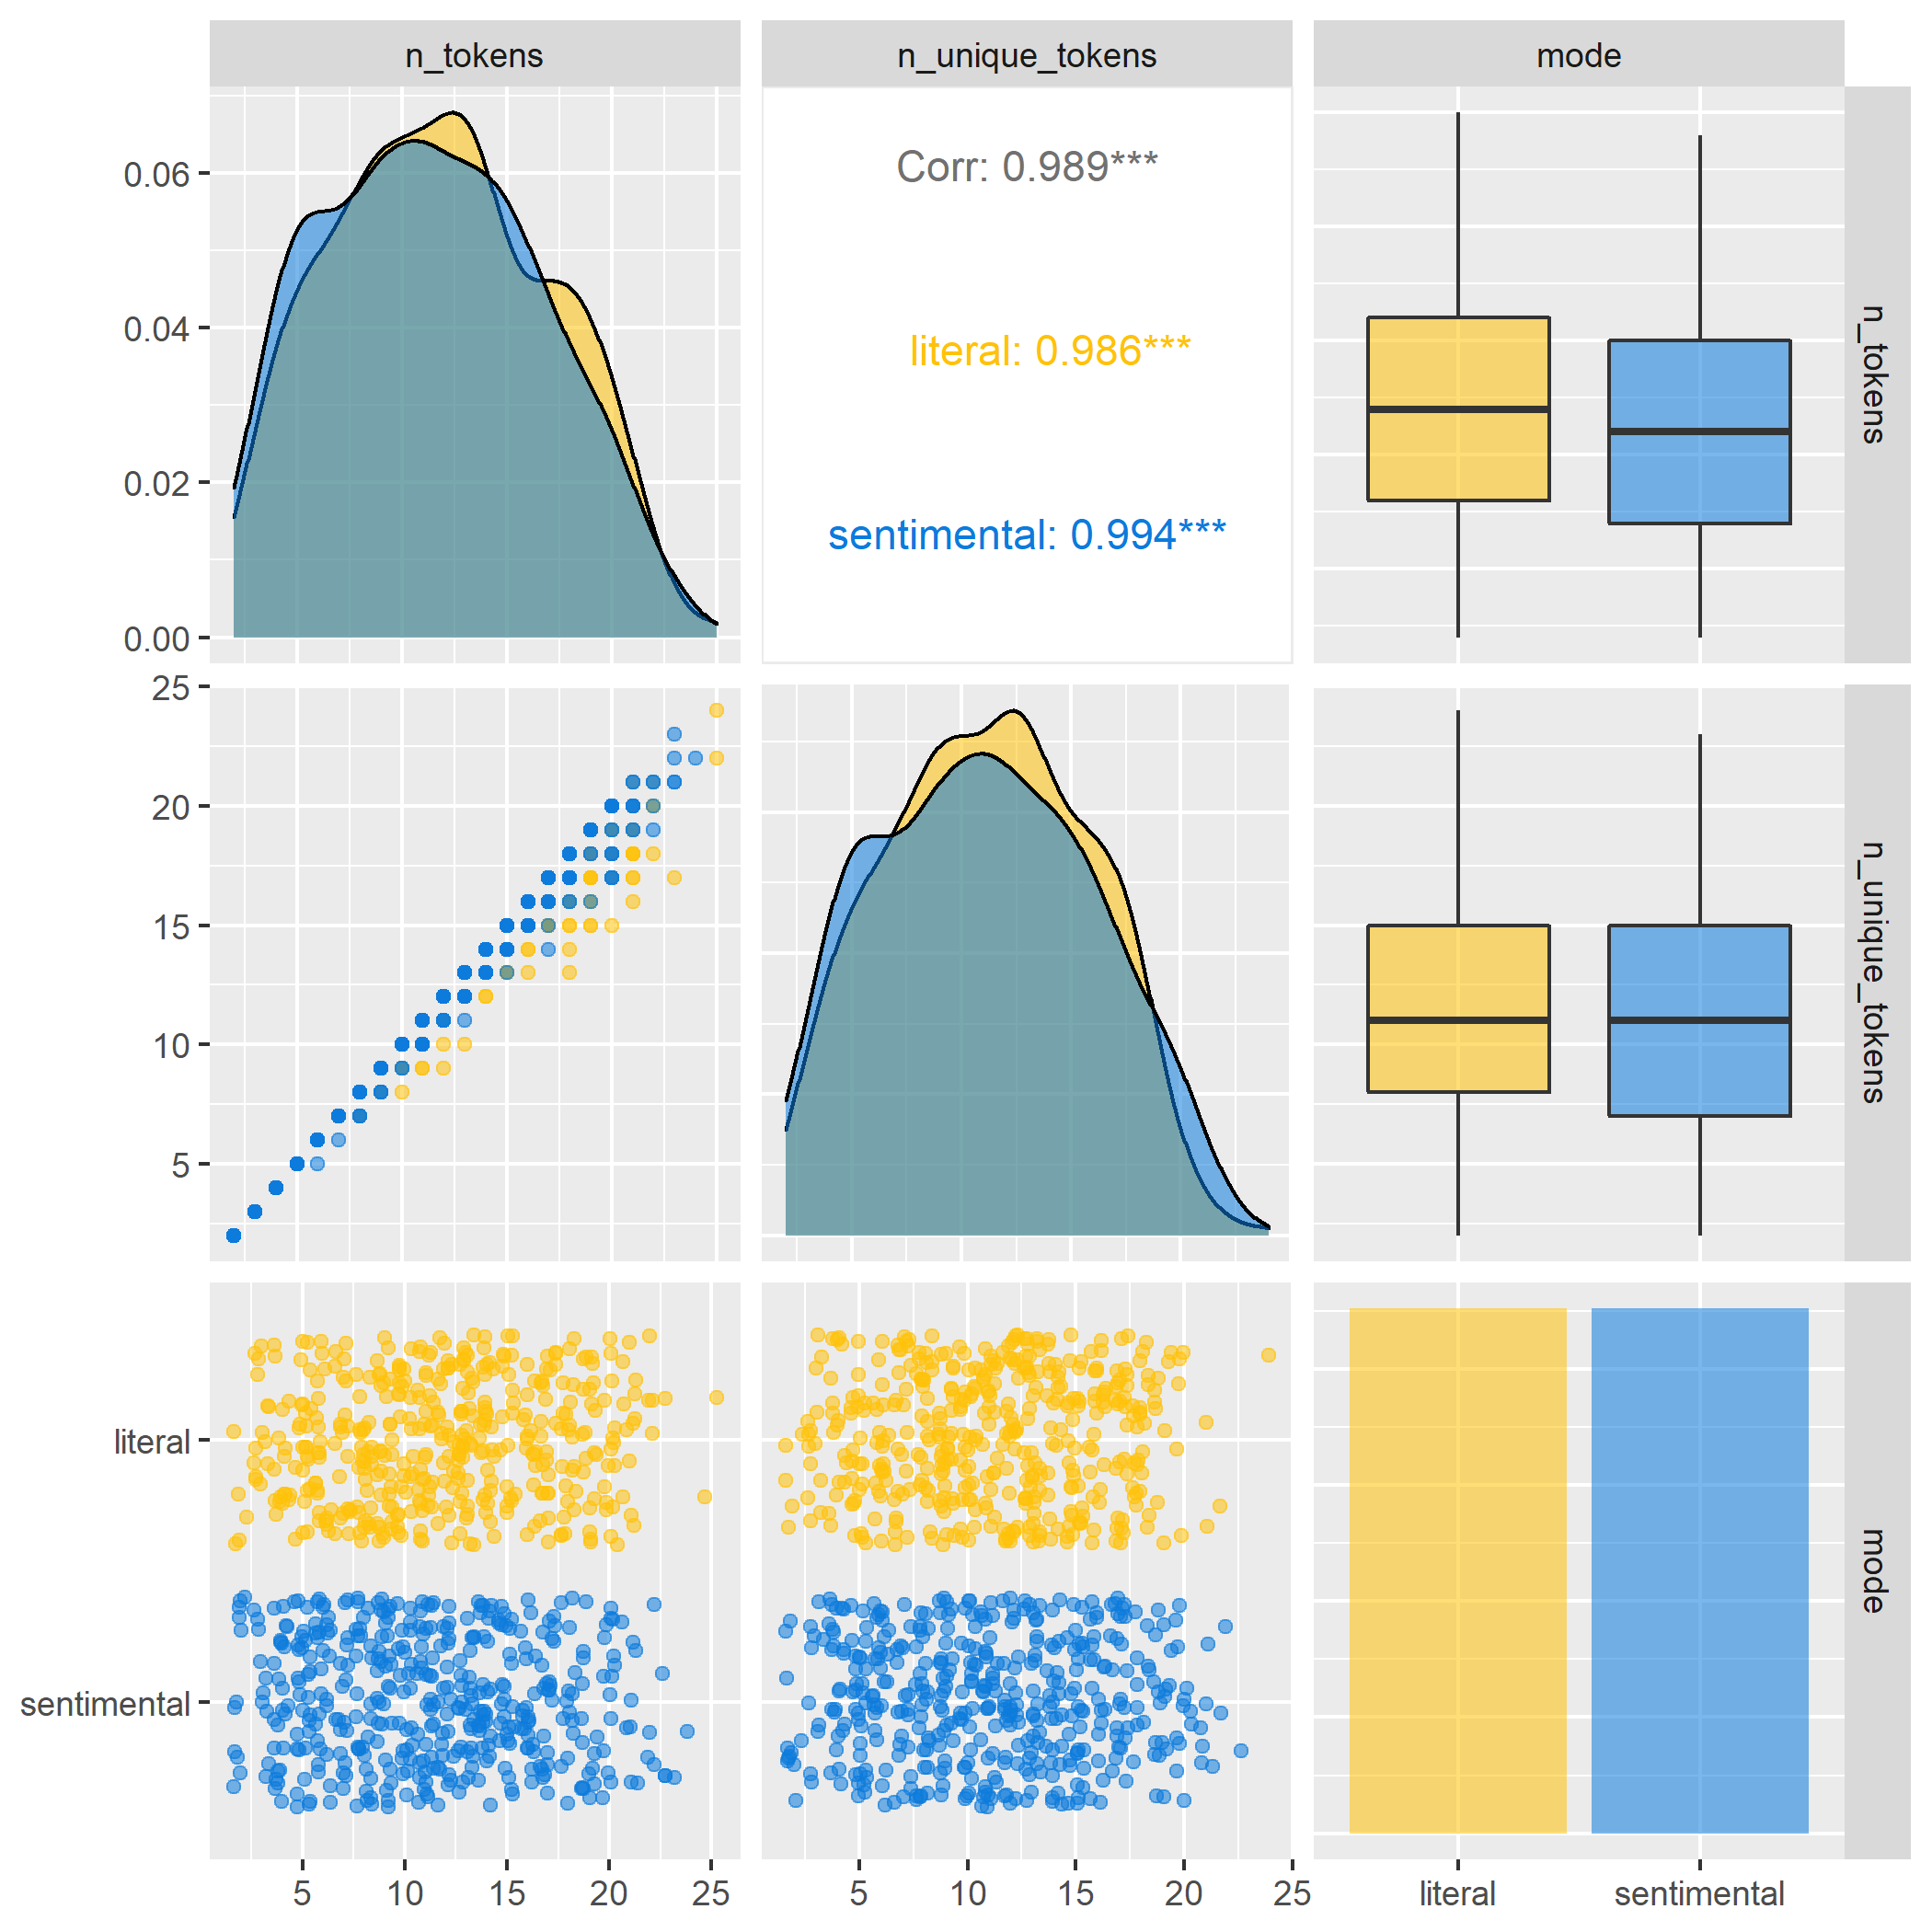 n_tokens
n_unique_tokens
mode
0.06
0.04
0.02
0.00
Corr: 0.989***
literal: 0.986***
sentimental: 0.994***
n_tokens
25
20
15
10
5
n_unique_tokens
literal
sentimental
mode
5
10
15
20
25
5
10
15
20
25
literal
sentimental